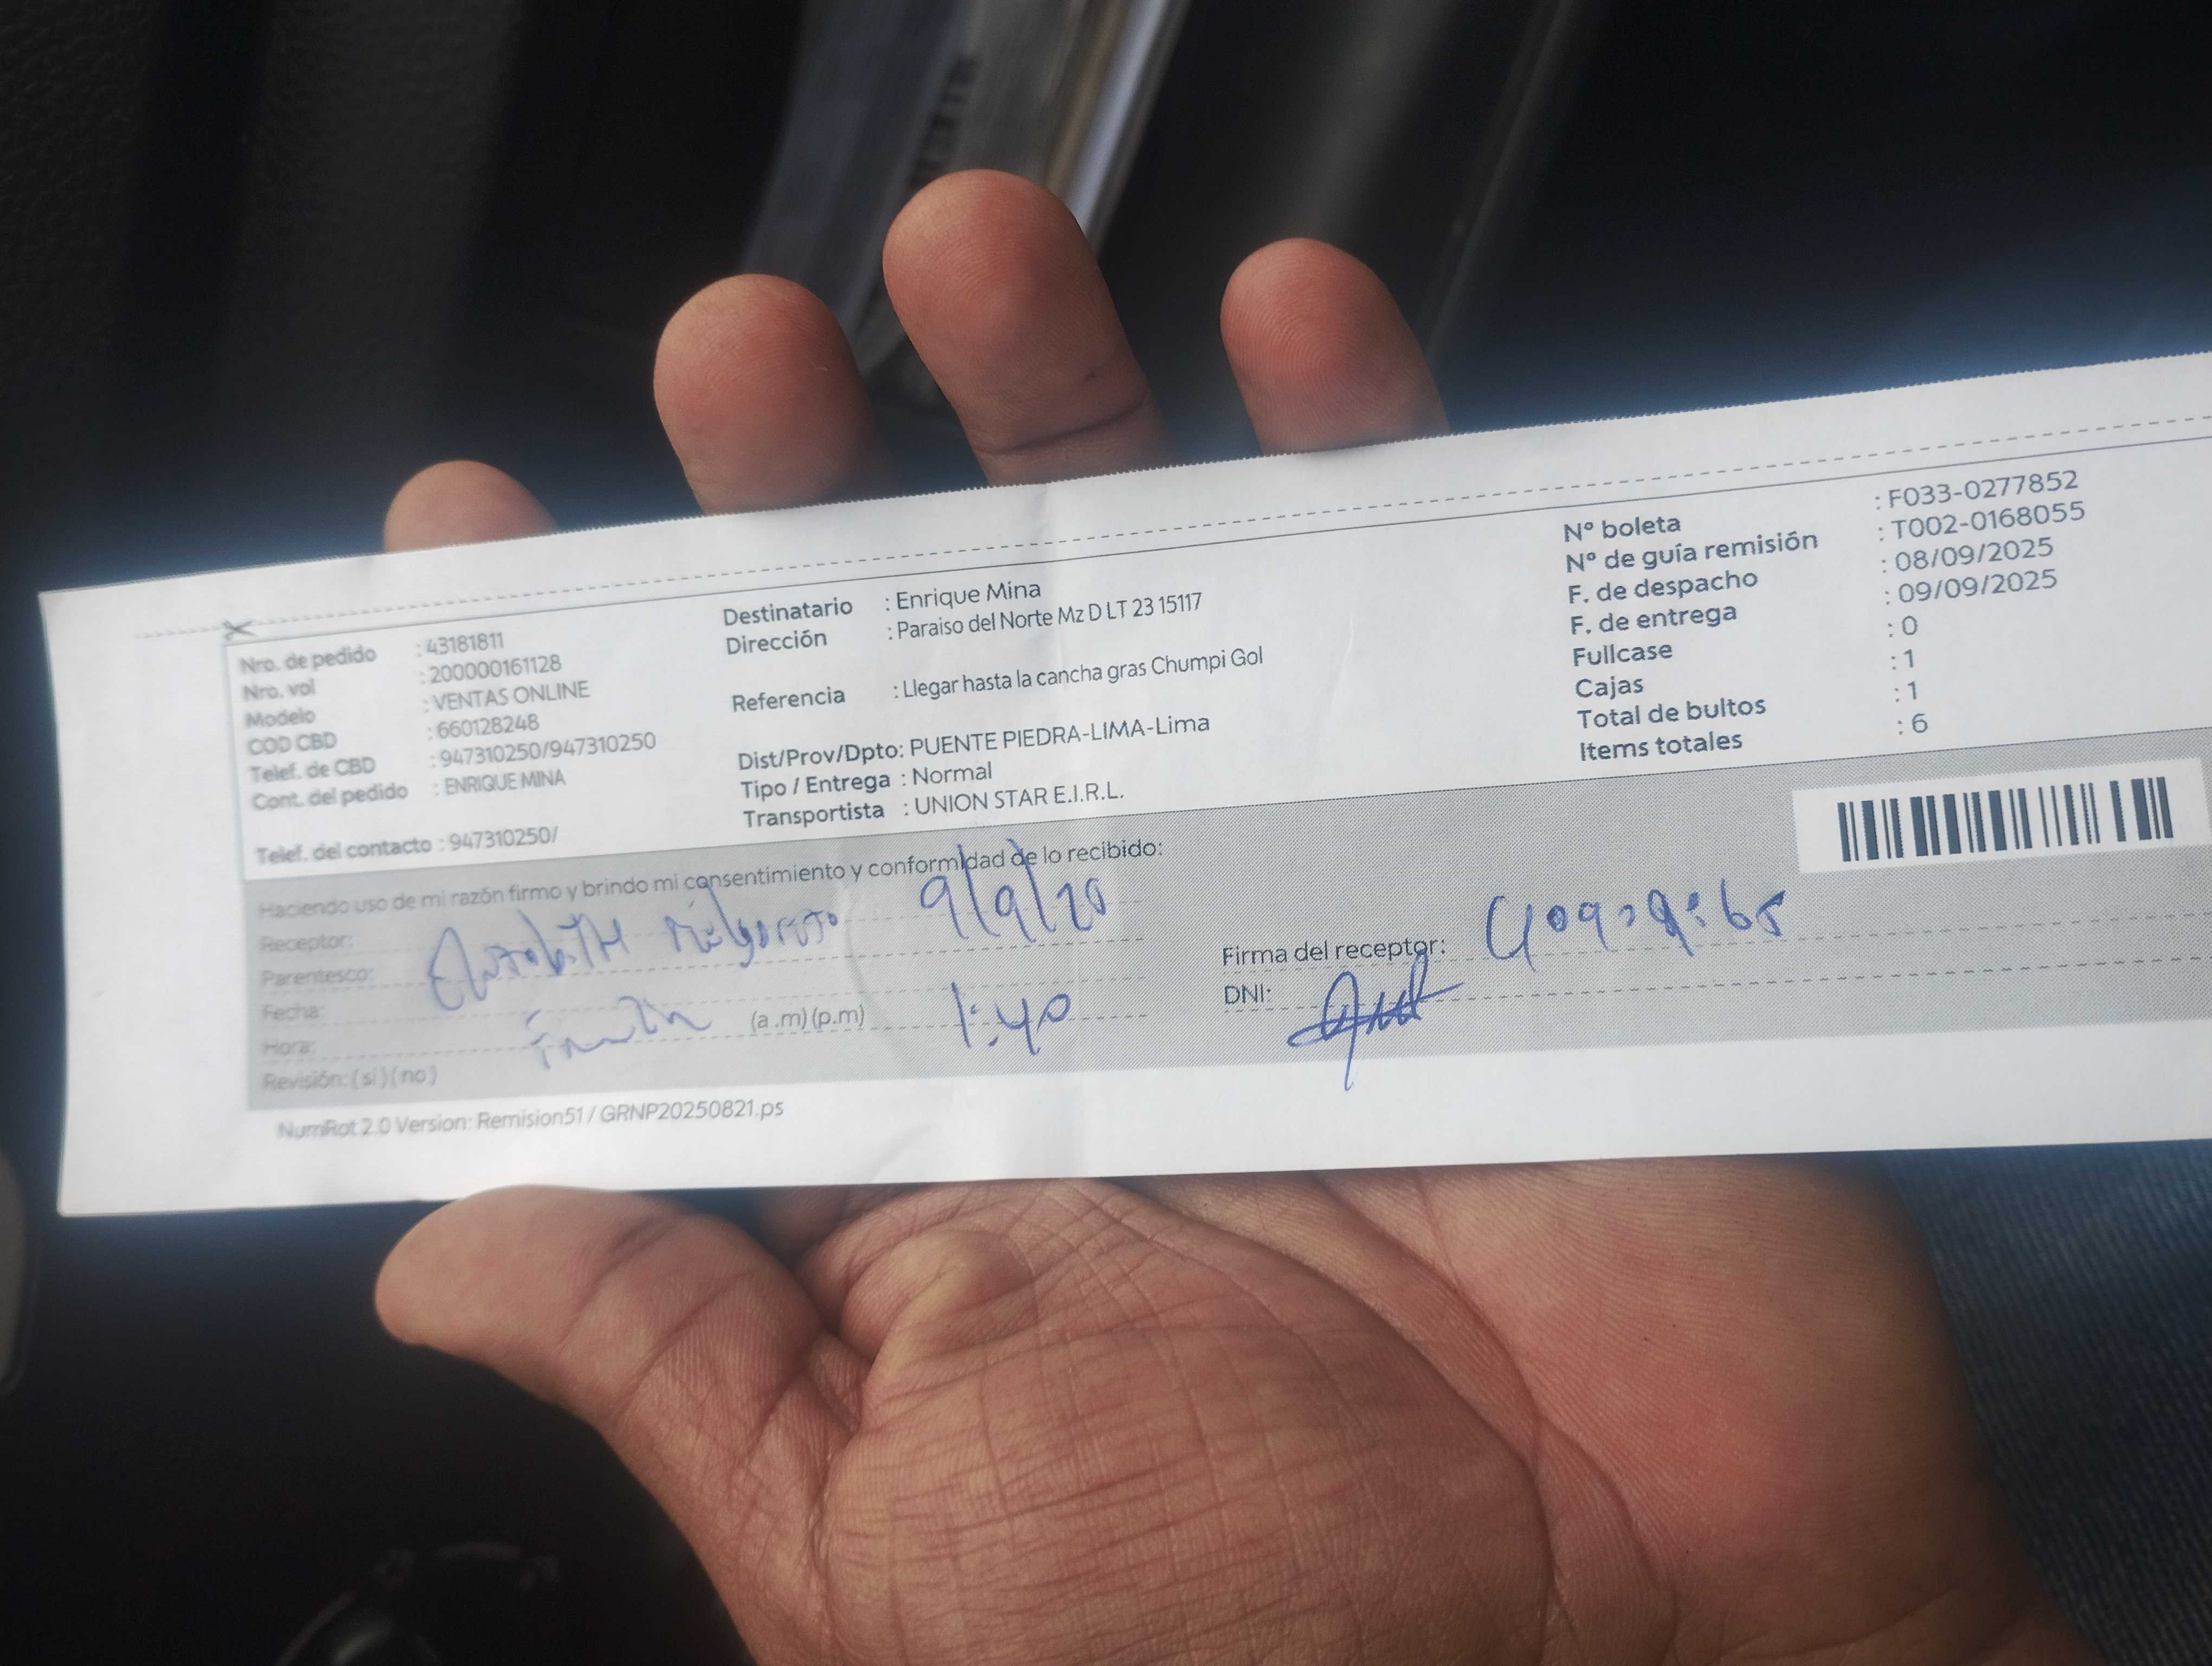 Nro. de pedido : 43181811
Nro. vol : 200000161128
Modelo : VENTAS ONLINE
COD CBD : 660128248
Telef. de CBD : 947310250/947310250
Cont. del pedido : ENRIQUE MINA
Telef. del contacto : 947310250/
Destinatario : Enrique Mina
Dirección : Paraiso del Norte Mz D LT 23 15117
Referencia : Llegar hasta la cancha gras Chumpi Gol
Dist/Prov/Dpto: PUENTE PIEDRA-LIMA-Lima
Tipo / Entrega : Normal
Transportista : UNION STAR E.I.R.L.
N° boleta : F033-0277852
N° de guía remisión : T002-0168055
F. de despacho : 08/09/2025
F. de entrega : 09/09/2025
Fullcase : 0
Cajas : 1
Total de bultos : 1
Items totales : 6
Haciendo uso de mi razón firmo y brindo mi consentimiento y conformidad de lo recibido:
Receptor:
Parentesco:
9/9/20
Fecha:
Hora: (a .m) (p.m) 1:40
Revisión: ( si ) ( no )
Firma del receptor:
DNI:
NumRot 2.0 Version: Remision51 / GRNP20250821.ps